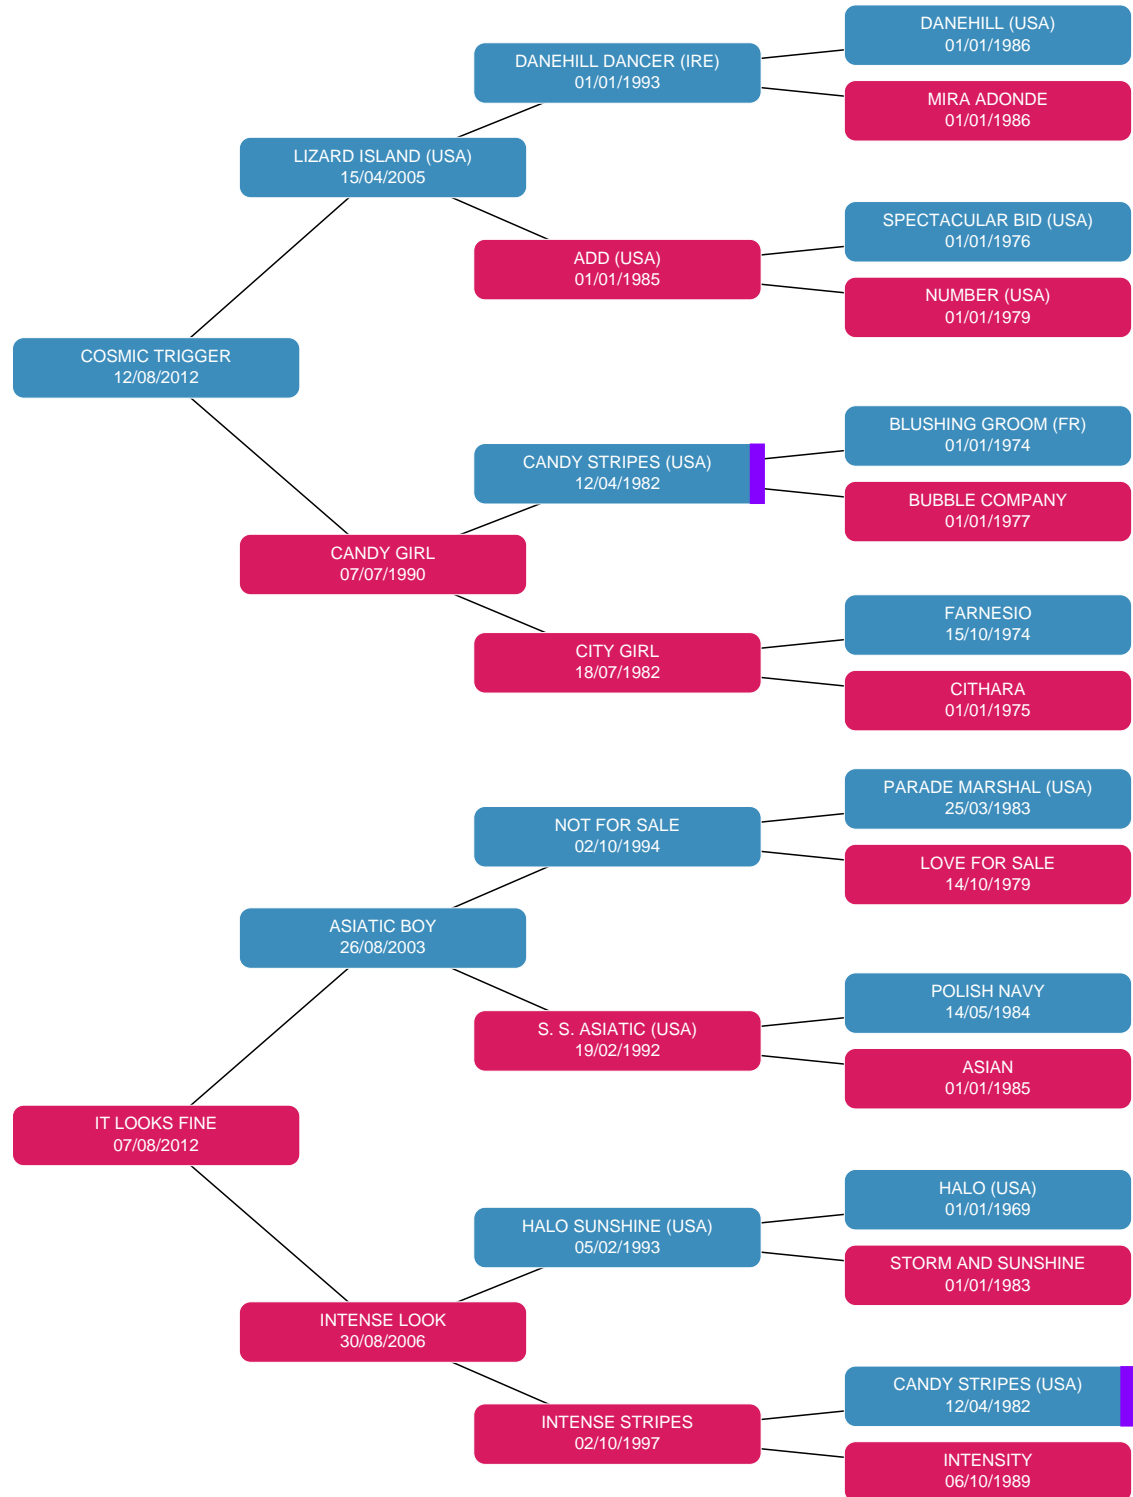 DANEHILL (USA)
01/01/1986
DANEHILL DANCER (IRE)
01/01/1993
MIRA ADONDE
01/01/1986
LIZARD ISLAND (USA)
15/04/2005
SPECTACULAR BID (USA)
01/01/1976
ADD (USA)
01/01/1985
NUMBER (USA)
01/01/1979
COSMIC TRIGGER
12/08/2012
BLUSHING GROOM (FR)
01/01/1974
CANDY STRIPES (USA)
12/04/1982
BUBBLE COMPANY
01/01/1977
CANDY GIRL
07/07/1990
FARNESIO
15/10/1974
CITY GIRL
18/07/1982
CITHARA
01/01/1975
PARADE MARSHAL (USA)
25/03/1983
NOT FOR SALE
02/10/1994
LOVE FOR SALE
14/10/1979
ASIATIC BOY
26/08/2003
POLISH NAVY
14/05/1984
S. S. ASIATIC (USA)
19/02/1992
ASIAN
01/01/1985
IT LOOKS FINE
07/08/2012
HALO (USA)
01/01/1969
HALO SUNSHINE (USA)
05/02/1993
STORM AND SUNSHINE
01/01/1983
INTENSE LOOK
30/08/2006
CANDY STRIPES (USA)
12/04/1982
INTENSE STRIPES
02/10/1997
INTENSITY
06/10/1989